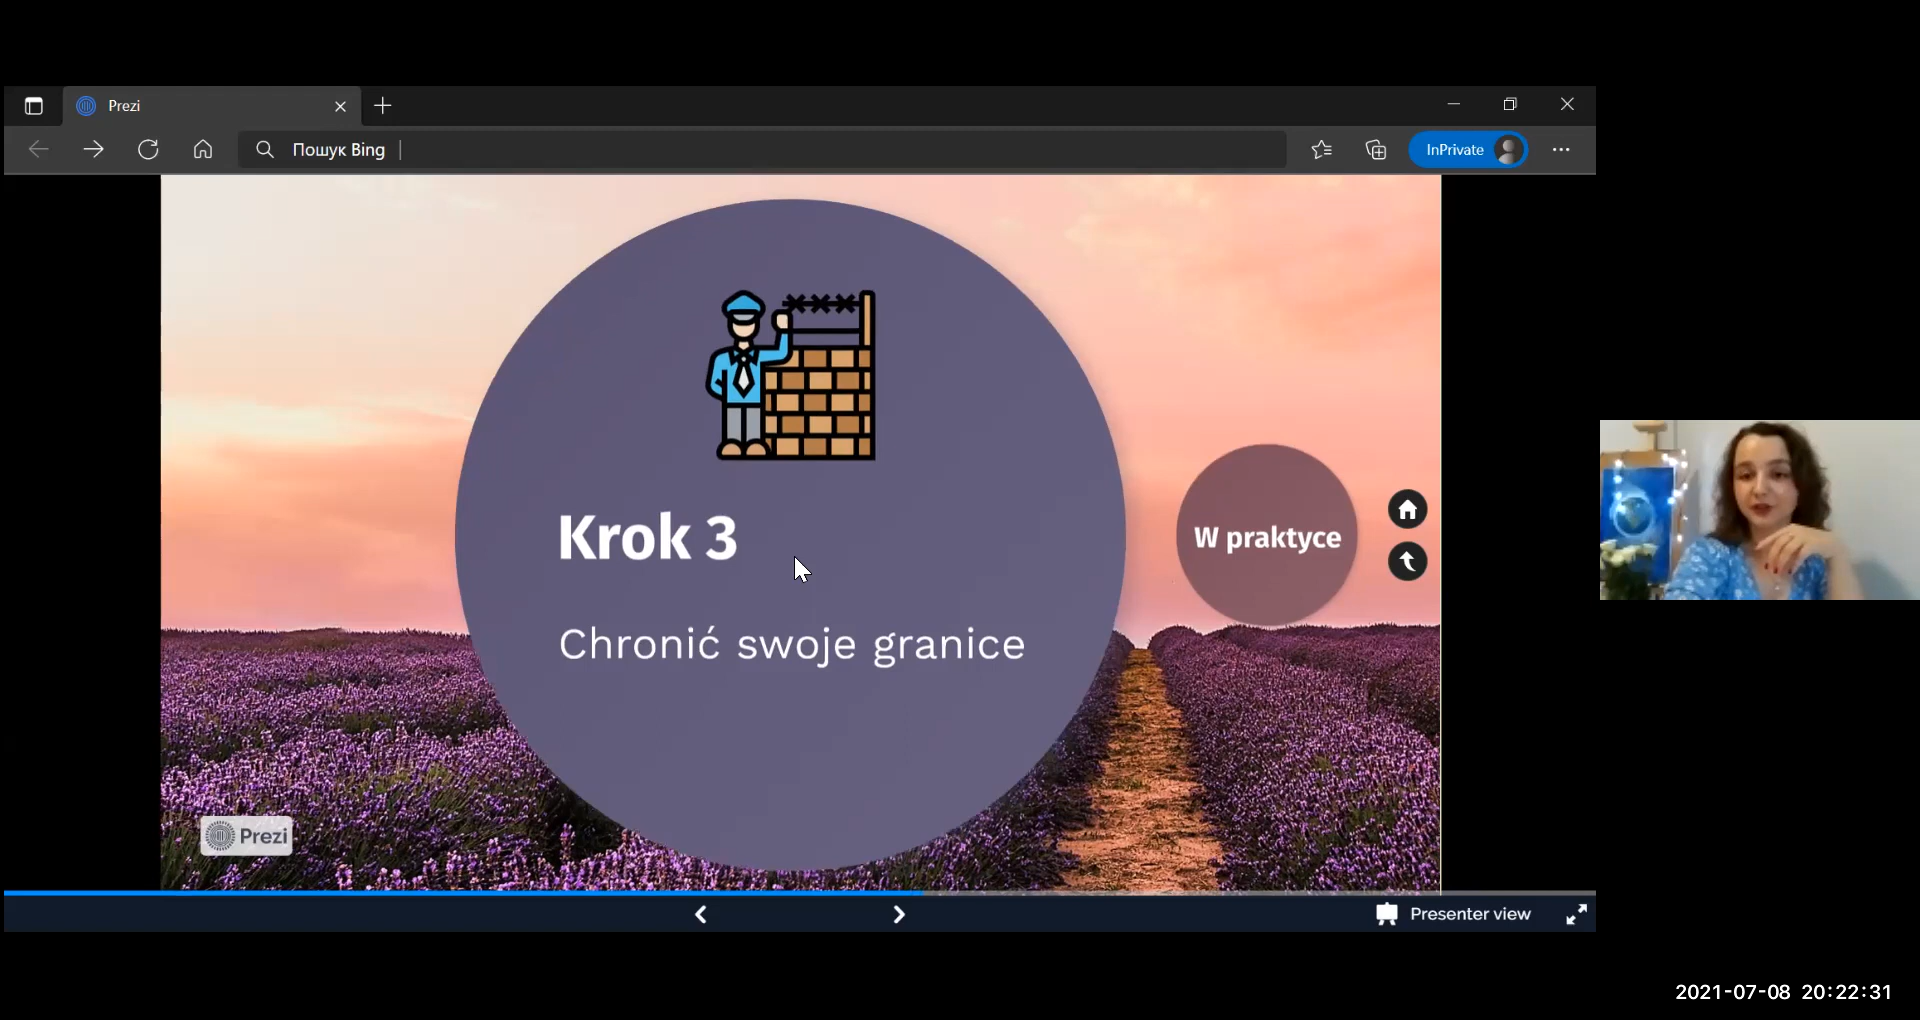 Prezi
Пошук Bing
InPrivate
Krok 3
Chronić swoje granice
W praktyce
Prezi
Presenter view
2021-07-08 20:22:31